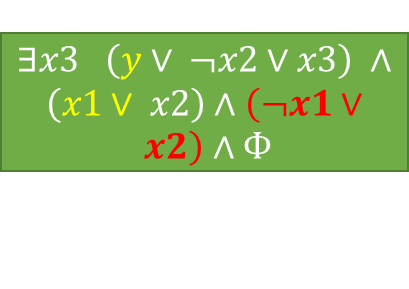 ∃x3 (y ∨ ¬x2 ∨ x3) ∧
(x1 ∨ x2) ∧ (¬x1 ∨
x2) ∧ Φ